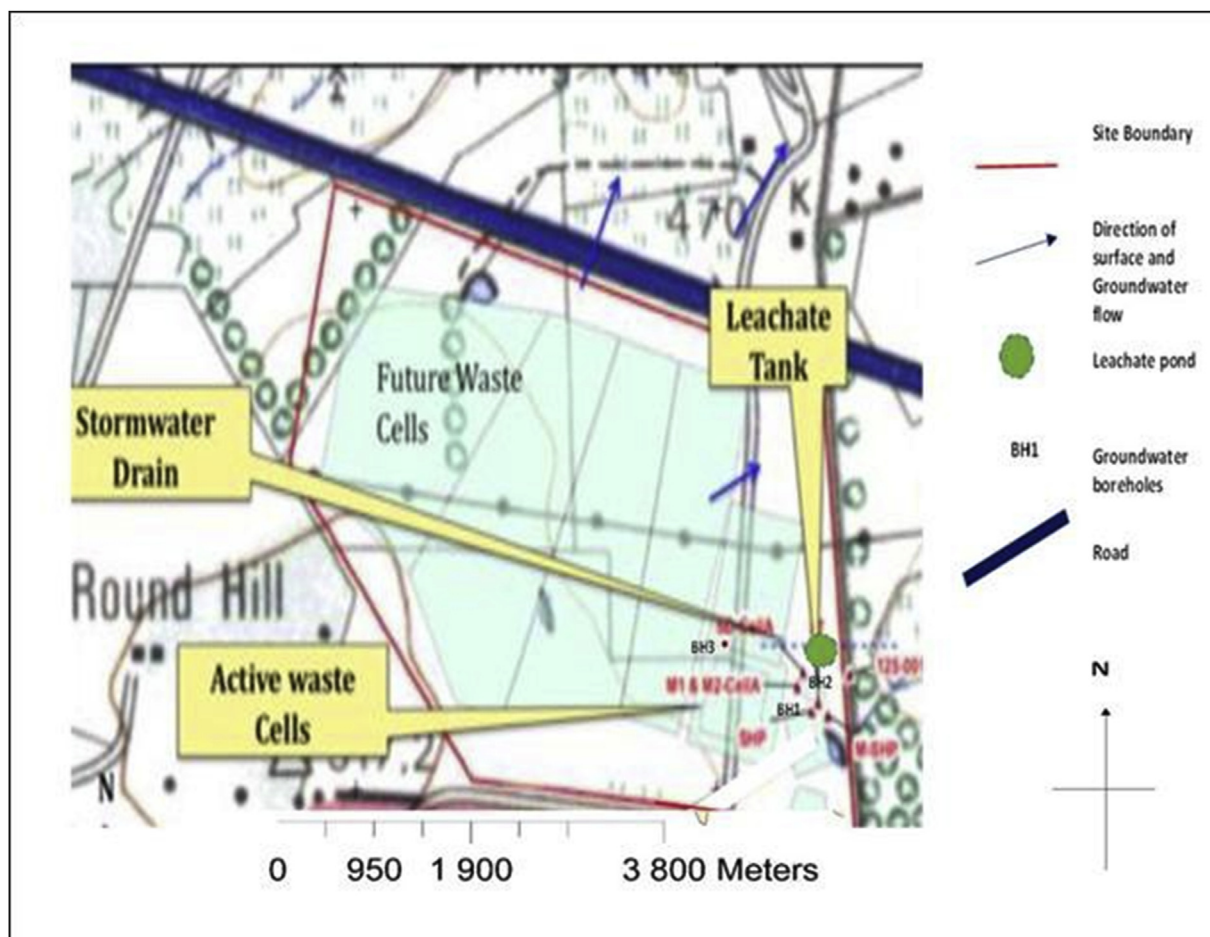 470
K
Leachate
Tank
Future Waste
Cells
Stormwater
Drain
Round Hill
BH3
M1 & M2-CellA
BH2
BH1
SHP
M-SHP
Active waste
Cells
N
0 950 1 900 3 800 Meters
Site Boundary
Direction of
surface and
Groundwater
flow
Leachate pond
BH1
Groundwater
boreholes
Road
N